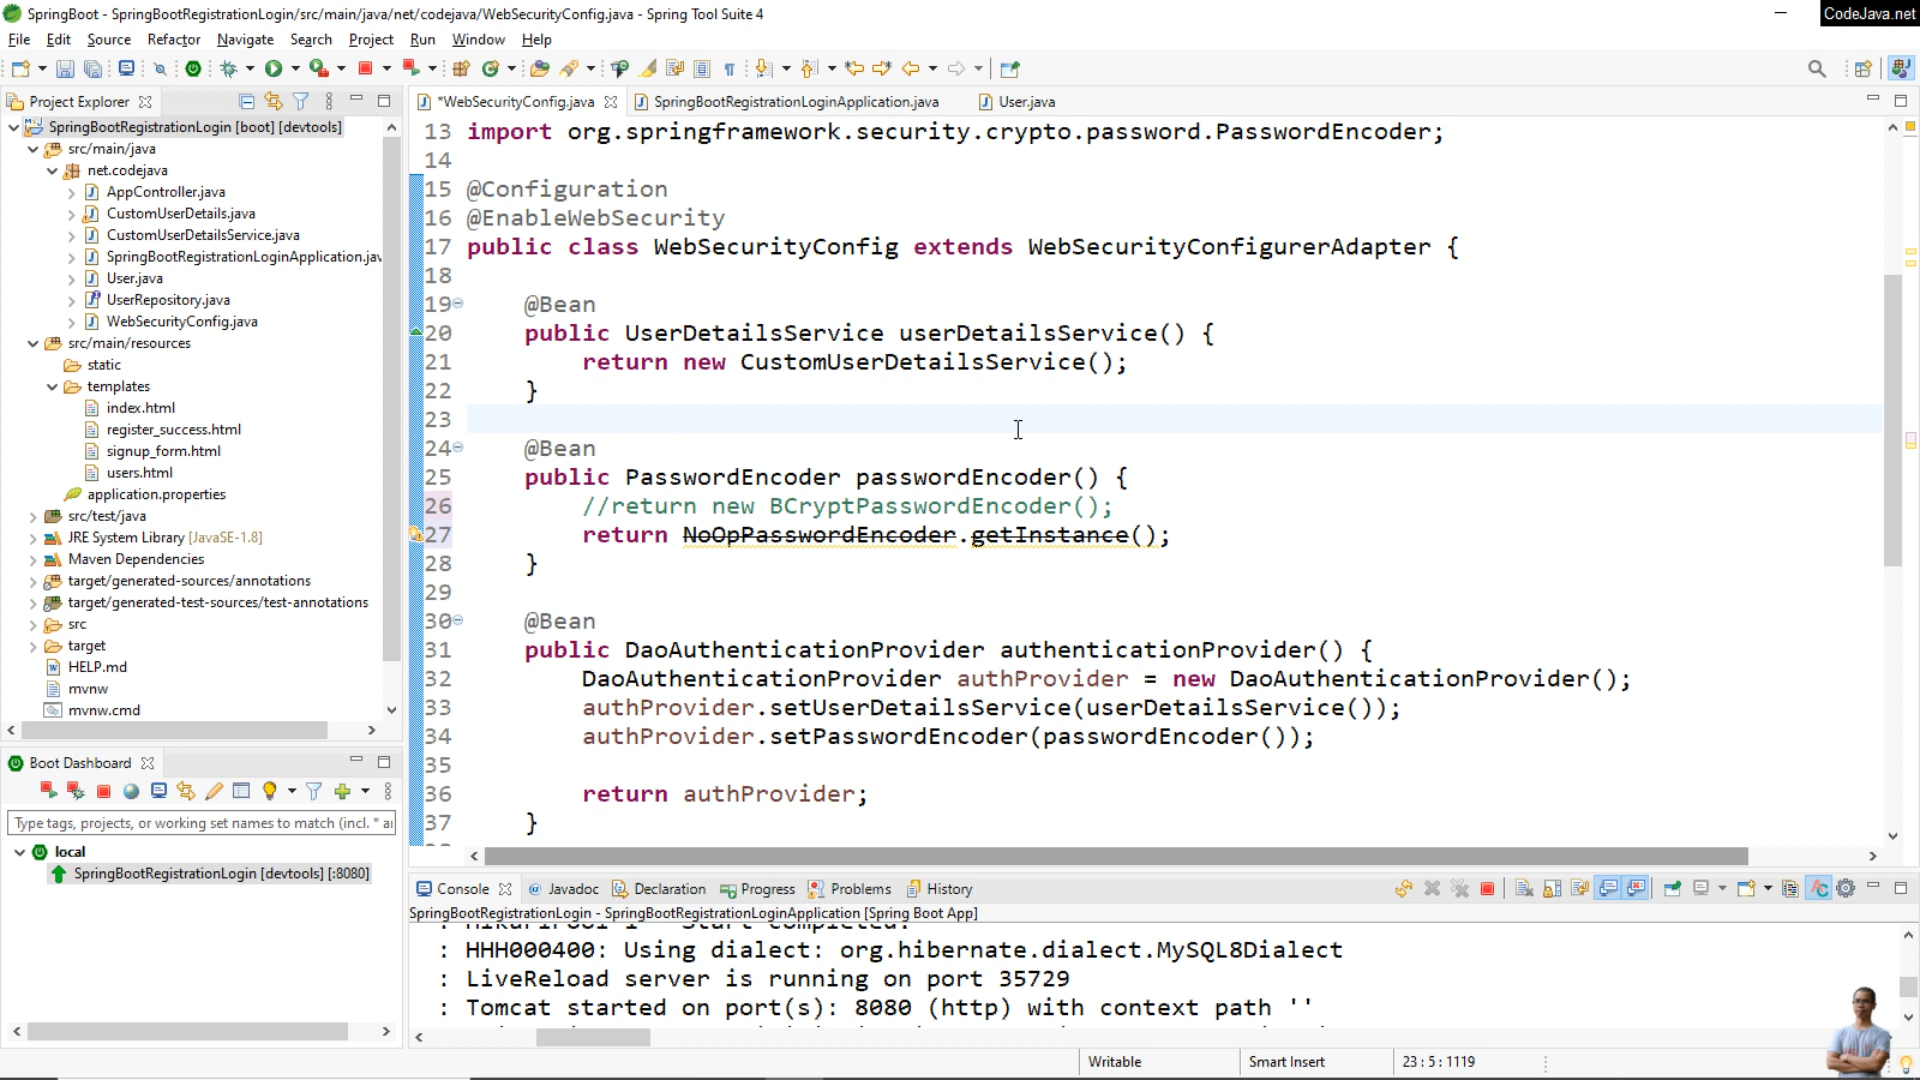 SpringBoot - SpringBootRegistrationLogin/src/main/java/net/codejava/WebSecurityConfig.java - Spring Tool Suite 4
CodeJava.net
File Edit Source Refactor Navigate Search Project Run Window Help
Project Explorer
SpringBootRegistrationLogin [boot] [devtools]
src/main/java
net.codejava
AppController.java
CustomUserDetails.java
CustomUserDetailsService.java
SpringBootRegistrationLoginApplication.jav
User.java
UserRepository.java
WebSecurityConfig.java
src/main/resources
static
templates
index.html
register_success.html
signup_form.html
users.html
application.properties
src/test/java
JRE System Library [JavaSE-1.8]
Maven Dependencies
target/generated-sources/annotations
target/generated-test-sources/test-annotations
src
target
HELP.md
mvnw
mvnw.cmd
Boot Dashboard
Type tags, projects, or working set names to match (incl. * a
local
SpringBootRegistrationLogin [devtools] [:8080]
*WebSecurityConfig.java SpringBootRegistrationLoginApplication.java User.java
13 import org.springframework.security.crypto.password.PasswordEncoder;
14
15 @Configuration
16 @EnableWebSecurity
17 public class WebSecurityConfig extends WebSecurityConfigurerAdapter {
18
19 @Bean
20 public UserDetailsService userDetailsService() {
21 return new CustomUserDetailsService();
22 }
23
24 @Bean
25 public PasswordEncoder passwordEncoder() {
26 //return new BCryptPasswordEncoder();
27 return NoOpPasswordEncoder.getInstance();
28 }
29
30 @Bean
31 public DaoAuthenticationProvider authenticationProvider() {
32 DaoAuthenticationProvider authProvider = new DaoAuthenticationProvider();
33 authProvider.setUserDetailsService(userDetailsService());
34 authProvider.setPasswordEncoder(passwordEncoder());
35
36 return authProvider;
37 }
Console Javadoc Declaration Progress Problems History
SpringBootRegistrationLogin - SpringBootRegistrationLoginApplication [Spring Boot App]
: HHH000400: Using dialect: org.hibernate.dialect.MySQL8Dialect
: LiveReload server is running on port 35729
: Tomcat started on port(s): 8080 (http) with context path ''
Writable Smart Insert 23 : 5 : 1119